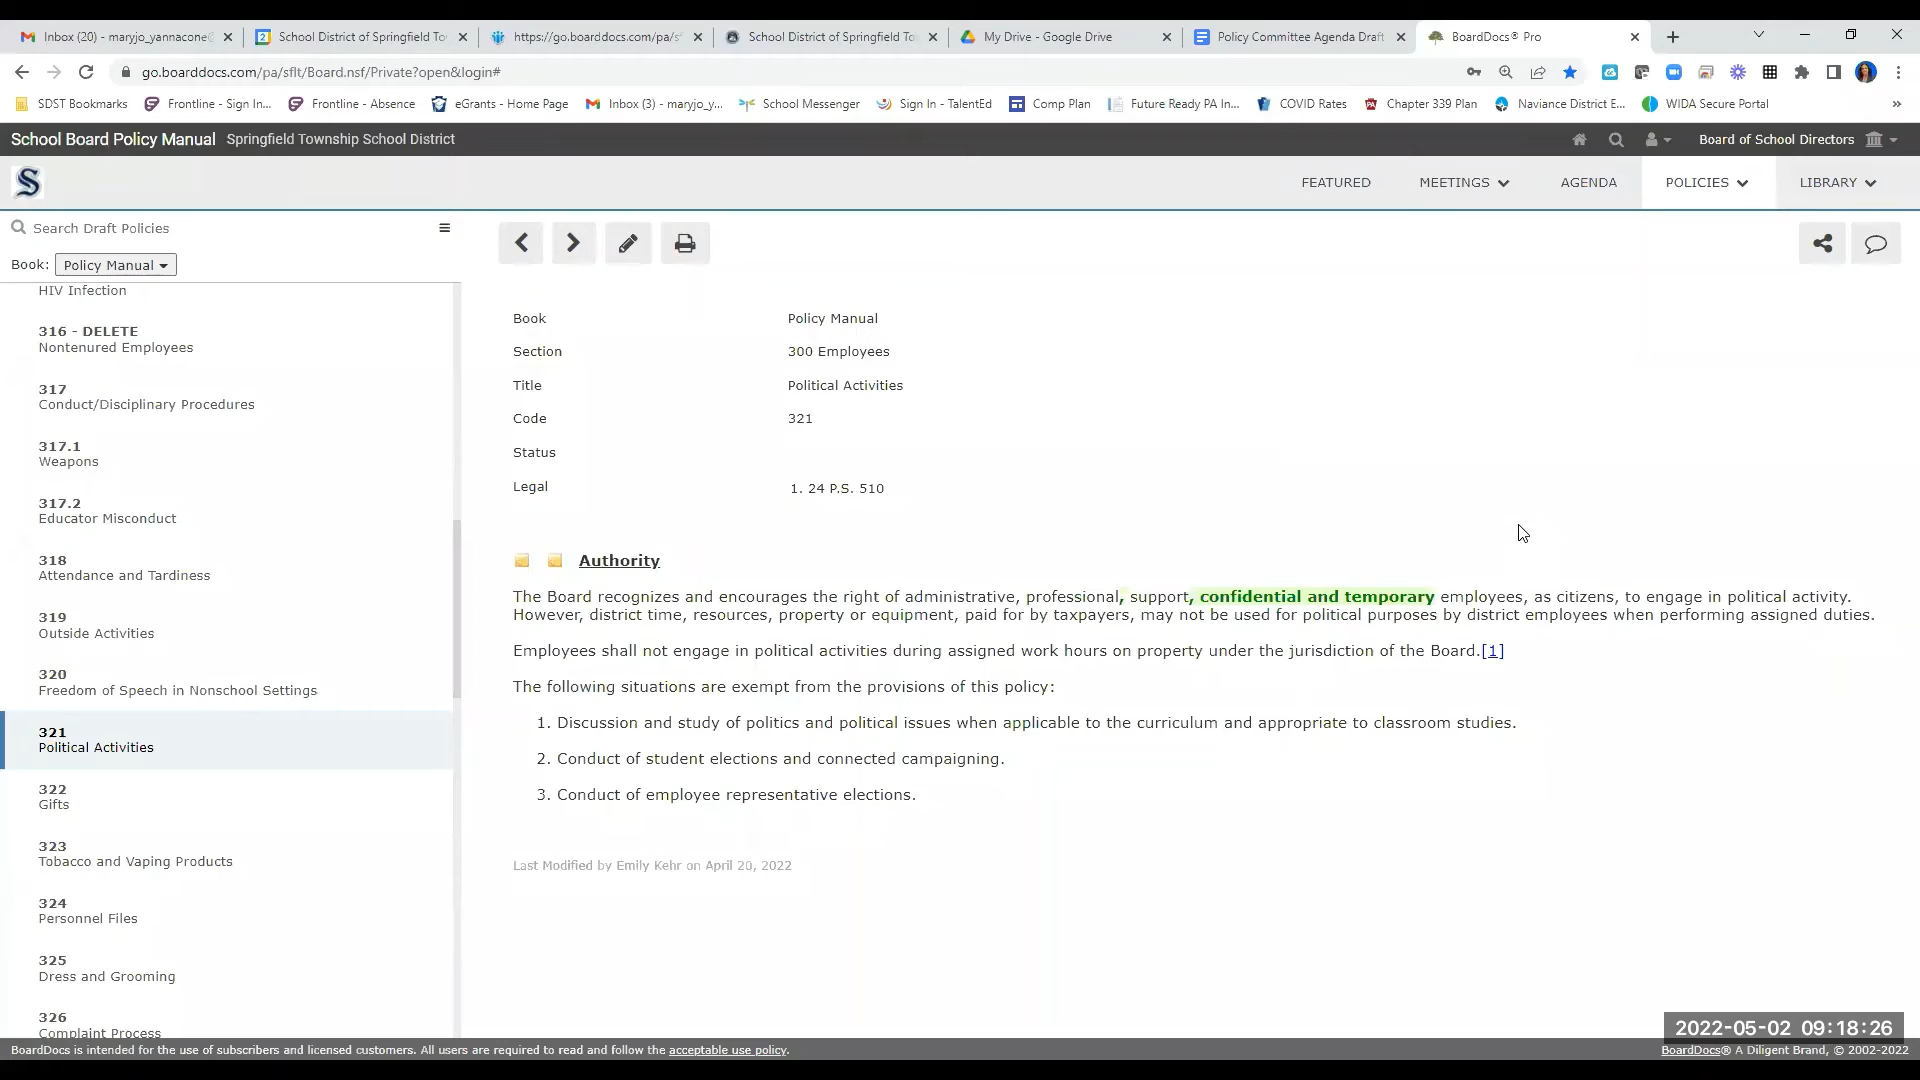 Inbox (20) - maryjo_yannacone@
School District of Springfield To
https://go.boarddocs.com/pa/sf
School District of Springfield To
My Drive - Google Drive
Policy Committee Agenda Draft
BoardDocs® Pro
go.boarddocs.com/pa/sflt/Board.nsf/Private?open&login#
SDST Bookmarks
Frontline - Sign In...
Frontline - Absence
eGrants - Home Page
Inbox (3) - maryjo_y...
School Messenger
Sign In - TalentEd
Comp Plan
Future Ready PA In...
COVID Rates
Chapter 339 Plan
Naviance District E...
WIDA Secure Portal
»
School Board Policy Manual Springfield Township School District
Board of School Directors
S
FEATURED
MEETINGS
AGENDA
POLICIES
LIBRARY
Search Draft Policies
Book: Policy Manual
HIV Infection
316 - DELETE
Nontenured Employees
317
Conduct/Disciplinary Procedures
317.1
Weapons
317.2
Educator Misconduct
318
Attendance and Tardiness
319
Outside Activities
320
Freedom of Speech in Nonschool Settings
321
Political Activities
322
Gifts
323
Tobacco and Vaping Products
324
Personnel Files
325
Dress and Grooming
326
Complaint Process
Book Policy Manual
Section 300 Employees
Title Political Activities
Code 321
Status
Legal 1. 24 P.S. 510
Authority
The Board recognizes and encourages the right of administrative, professional, support, confidential and temporary employees, as citizens, to engage in political activity.
However, district time, resources, property or equipment, paid for by taxpayers, may not be used for political purposes by district employees when performing assigned duties.
Employees shall not engage in political activities during assigned work hours on property under the jurisdiction of the Board.[1]
The following situations are exempt from the provisions of this policy:
1. Discussion and study of politics and political issues when applicable to the curriculum and appropriate to classroom studies.
2. Conduct of student elections and connected campaigning.
3. Conduct of employee representative elections.
Last Modified by Emily Kehr on April 20, 2022
2022-05-02 09:18:26
BoardDocs is intended for the use of subscribers and licensed customers. All users are required to read and follow the acceptable use policy.
BoardDocs® A Diligent Brand, © 2002-2022